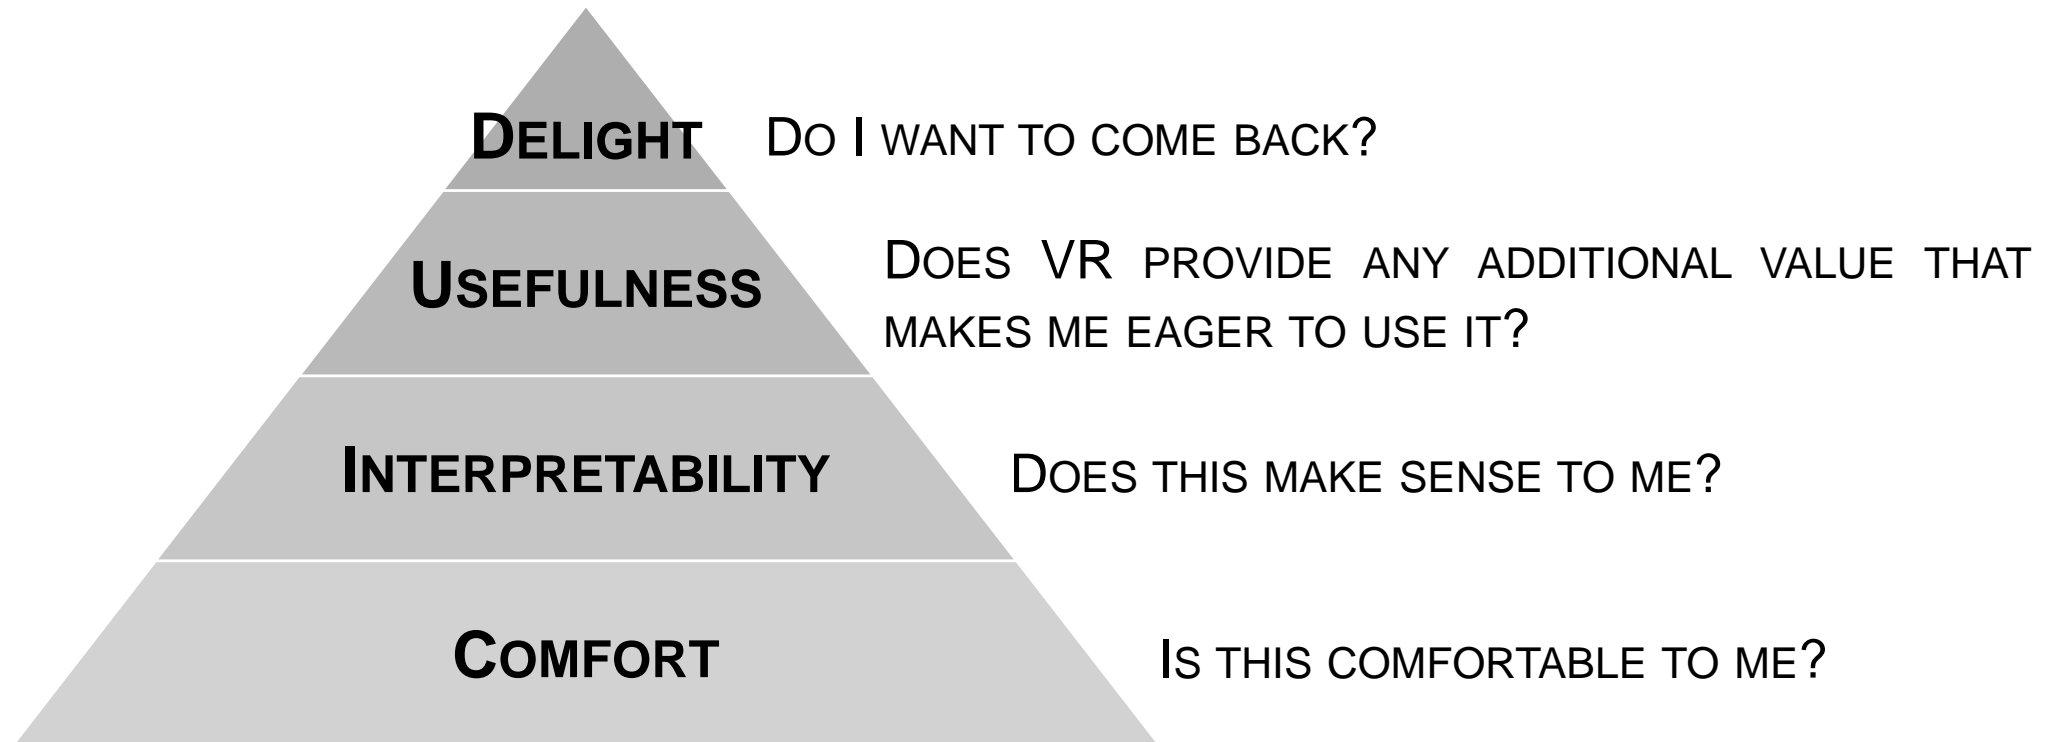 DELIGHT DO I WANT TO COME BACK?
USEFULNESS
DOES VR PROVIDE ANY ADDITIONAL VALUE THAT
MAKES ME EAGER TO USE IT?
INTERPRETABILITY DOES THIS MAKE SENSE TO ME?
COMFORT IS THIS COMFORTABLE TO ME?